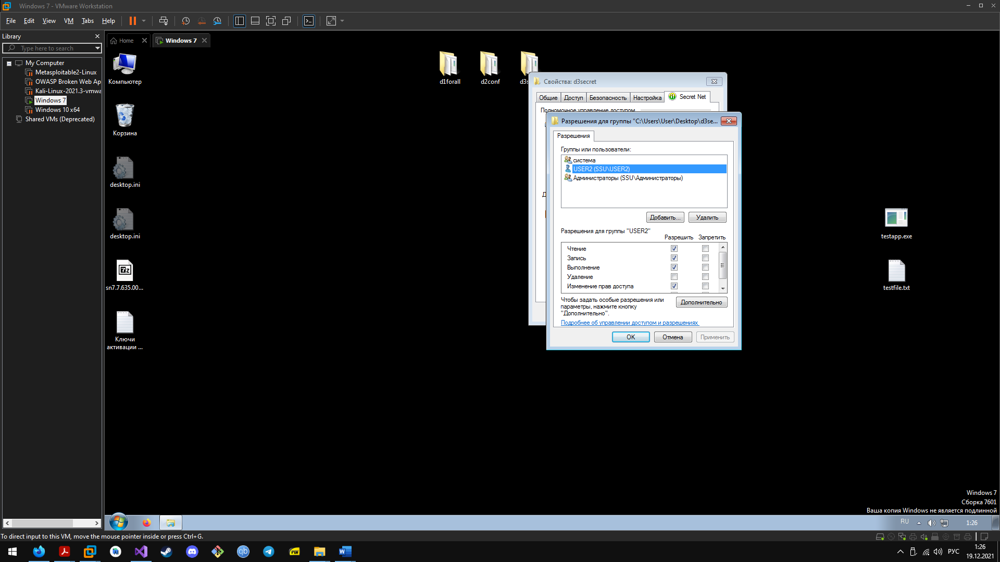 Windows 7 - VMware Workstation
File Edit View VM Tabs Help
Library
Type here to search
My Computer
Metasploitable2-Linux
OWASP Broken Web Ap
Kali-Linux-2021.3-vmwa
Windows 7
Windows 10 x64
Shared VMs (Deprecated)
Home
Windows 7
Компьютер
Корзина
desktop.ini
desktop.ini
7z
sn7.7.635.00...
Ключи
активации ...
d1forall
d2conf
Свойства: d3secret
Общие Доступ Безопасность Настройка Secret Net
Полномочное управление доступом
Разрешения для группы "C:\Users\User\Desktop\d3se...
Разрешения
Группы или пользователи:
система
USER2 (SSU\USER2)
Администраторы (SSU\Администраторы)
Добавить... Удалить
Разрешения для группы "USER2"
Разрешить Запретить
Чтение
Запись
Выполнение
Удаление
Изменение прав доступа
Чтобы задать особые разрешения или
параметры, нажмите кнопку
"Дополнительно".
Дополнительно
Подробнее об управлении доступом и разрешениях
OK Отмена Применить
testapp.exe
testfile.txt
Windows 7
Сборка 7601
Ваша копия Windows не является подлинной
RU 1:26
To direct input to this VM, move the mouse pointer inside or press Ctrl+G.
qb
PDF
W
РУС
1:26
19.12.2021